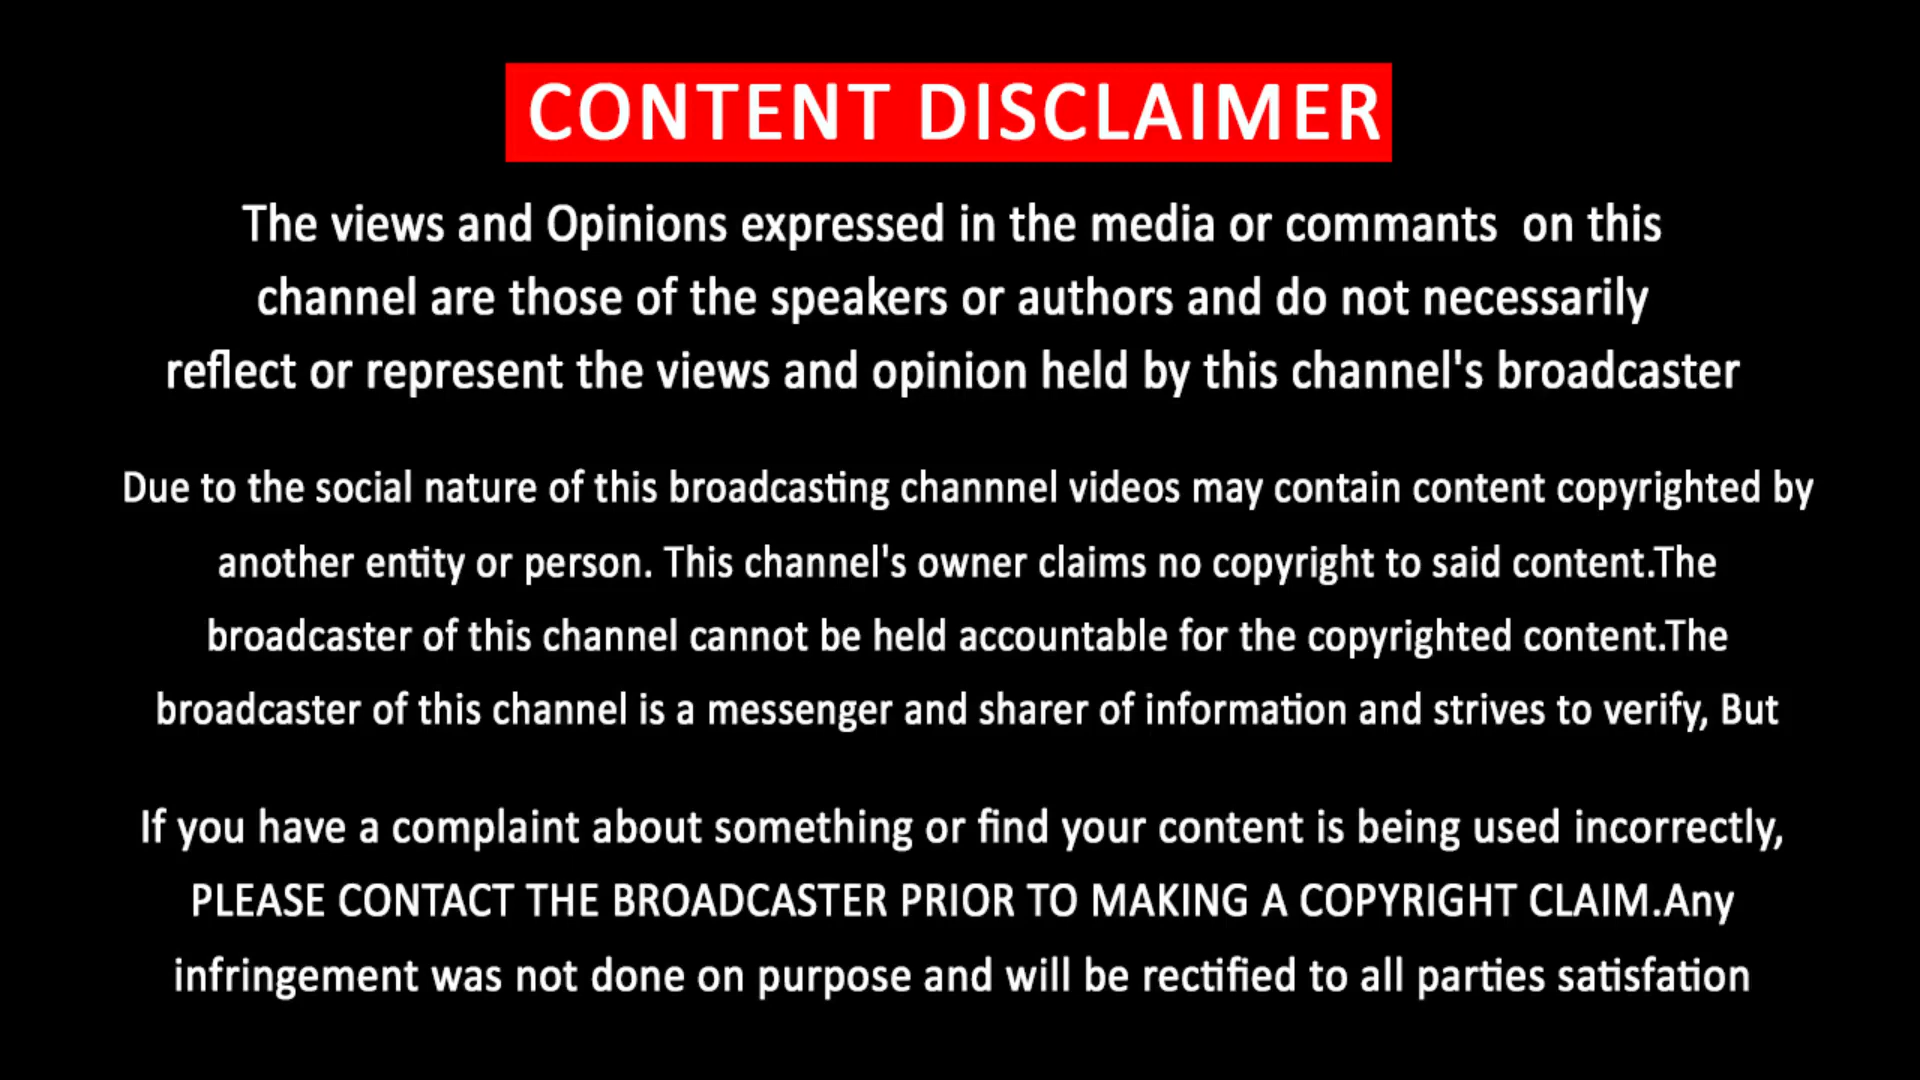 CONTENT DISCLAIMER
The views and Opinions expressed in the media or commants  on this
channel are those of the speakers or authors and do not necessarily
reflect or represent the views and opinion held by this channel's broadcaster
Due to the social nature of this broadcasting channnel videos may contain content copyrighted by
another entity or person. This channel's owner claims no copyright to said content.The
broadcaster of this channel cannot be held accountable for the copyrighted content.The
broadcaster of this channel is a messenger and sharer of information and strives to verify, But
If you have a complaint about something or find your content is being used incorrectly,
PLEASE CONTACT THE BROADCASTER PRIOR TO MAKING A COPYRIGHT CLAIM.Any
infringement was not done on purpose and will be rectified to all parties satisfation